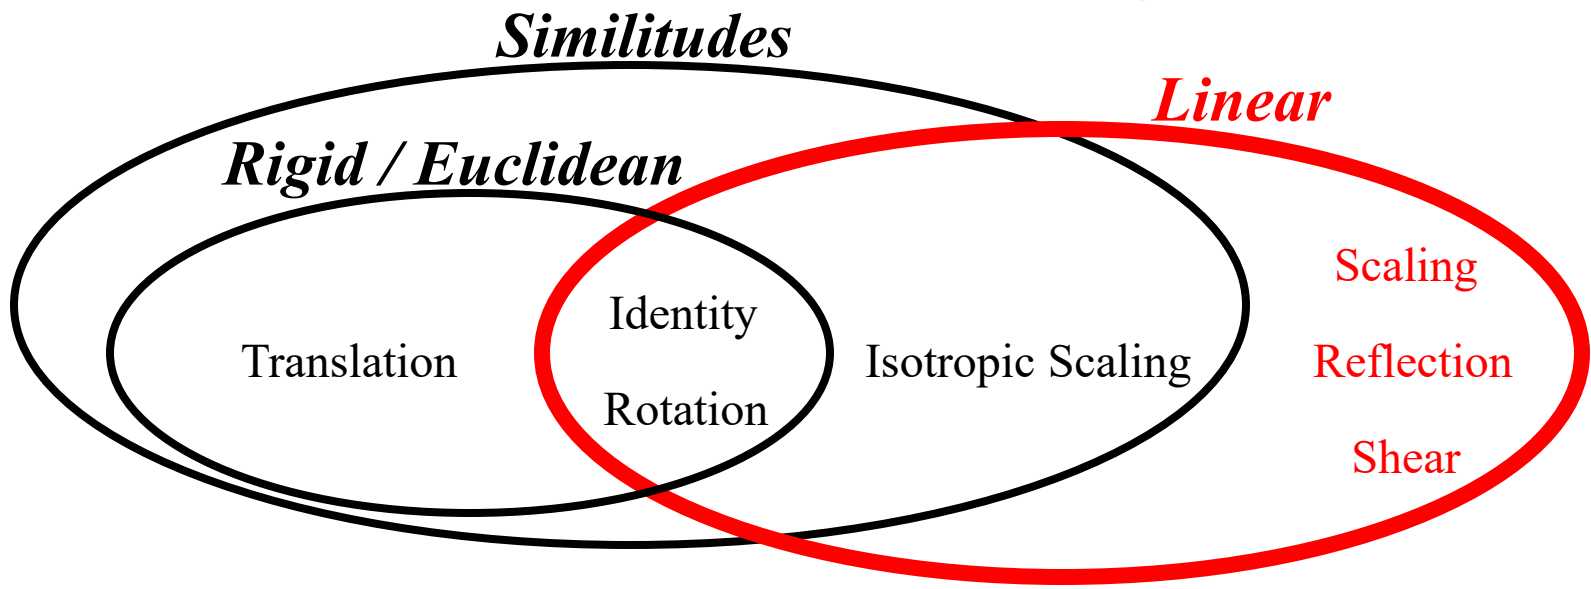 Similitudes
Linear
Rigid / Euclidean
Scaling
Identity
Translation
Isotropic Scaling
Reflection
Rotation
Shear